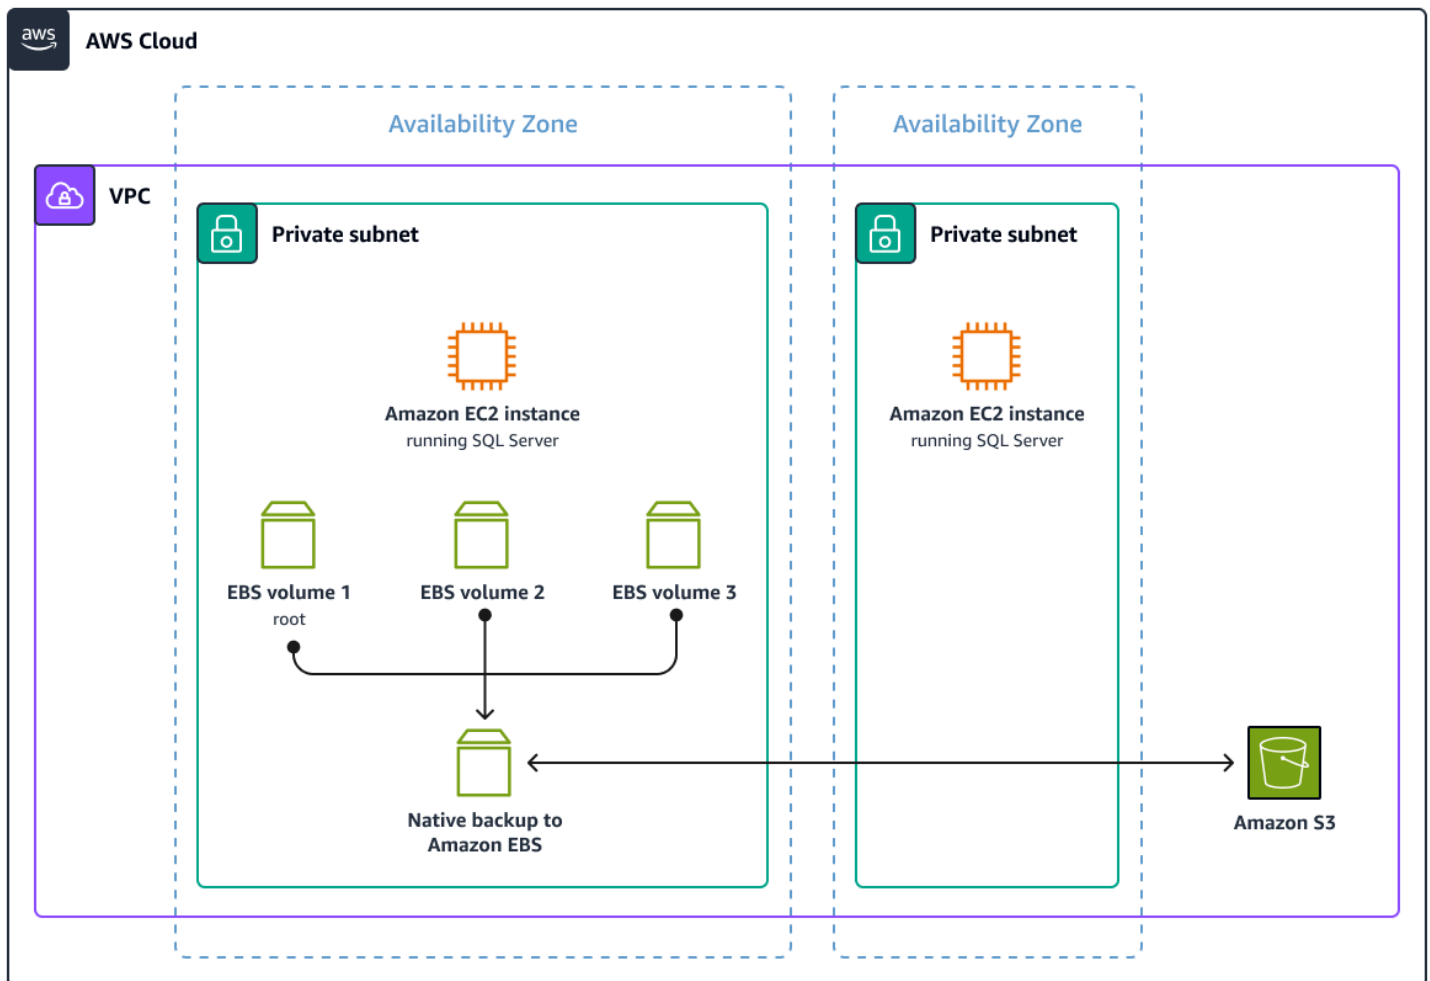 aws
AWS Cloud
Availability Zone
Availability Zone
VPC
Private subnet
Private subnet
Amazon EC2 instance
running SQL Server
Amazon EC2 instance
running SQL Server
EBS volume 1
root
EBS volume 2
EBS volume 3
Native backup to
Amazon EBS
Amazon S3